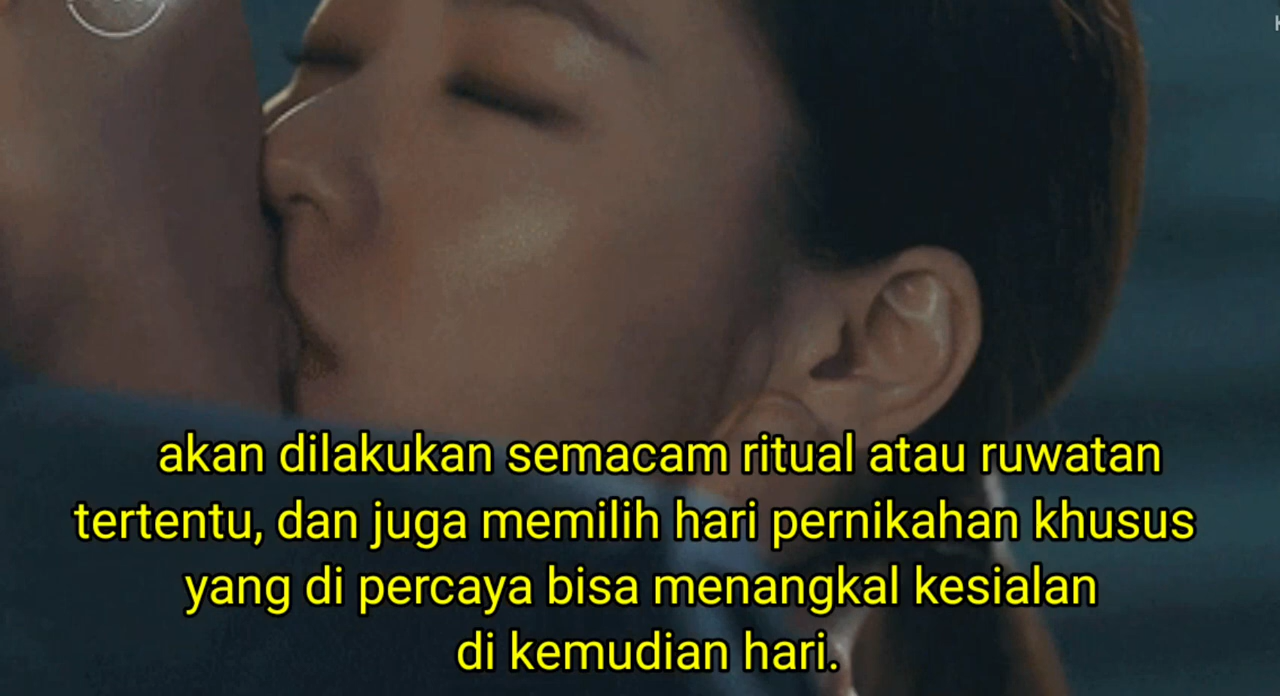 akan dilakukan semacam ritual atau ruwatan
tertentu, dan juga memilih hari pernikahan khusus
yang di percaya bisa menangkal kesialan
di kemudian hari.